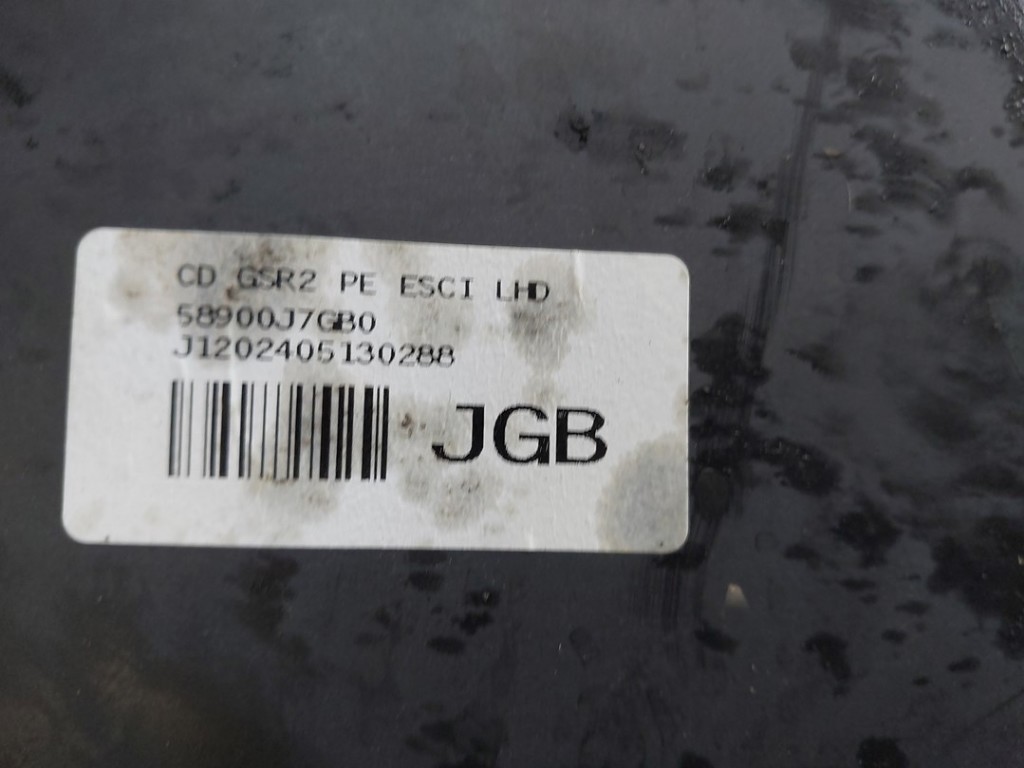 CD GSR2 PE ESCI LHD
58900J7GB0
J1202405130288
JGB